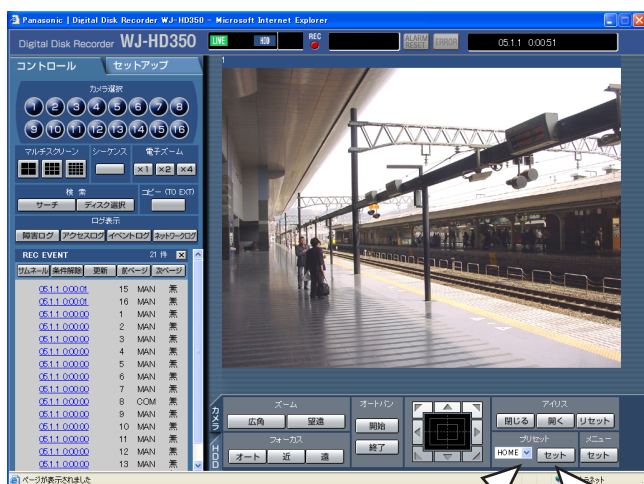 Panasonic | Digital Disk Recorder WJ-HD350 - Microsoft Internet Explorer
Digital Disk Recorder WJ-HD350
LIVE HDD REC ALARM RESET ERROR 05.1.1 0:00:51
コントロール セットアップ
1
カメラ選択
1 2 3 4 5 6 7 8
9 10 11 12 13 14 15 16
マルチスクリーン シーケンス 電子ズーム
×1 ×2 ×4
検索 コピー (TO EXT)
サーチ ディスク選択
ログ表示
障害ログ アクセスログ イベントログ ネットワークログ
REC EVENT 21 件
サムネール 条件解除 更新 前ページ 次ページ
05.1.1 0:00:01 15 MAN 無
05.1.1 0:00:01 16 MAN 無
05.1.1 0:00:00 1 MAN 無
05.1.1 0:00:00 2 MAN 無
05.1.1 0:00:00 3 MAN 無
05.1.1 0:00:00 4 MAN 無
05.1.1 0:00:00 5 MAN 無
05.1.1 0:00:00 6 MAN 無
05.1.1 0:00:00 7 MAN 無
05.1.1 0:00:00 8 COM 無
05.1.1 0:00:00 9 MAN 無
05.1.1 0:00:00 10 MAN 無
05.1.1 0:00:00 11 MAN 無
05.1.1 0:00:00 12 MAN 無
05.1.1 0:00:00 13 MAN 無
カメラ
HDD
ズーム
広角 望遠
フォーカス
オート 近 遠
オートパン
開始
終了
アイリス
閉じる 開く リセット
プリセット メニュー
HOME セット セット
ページが表示されました